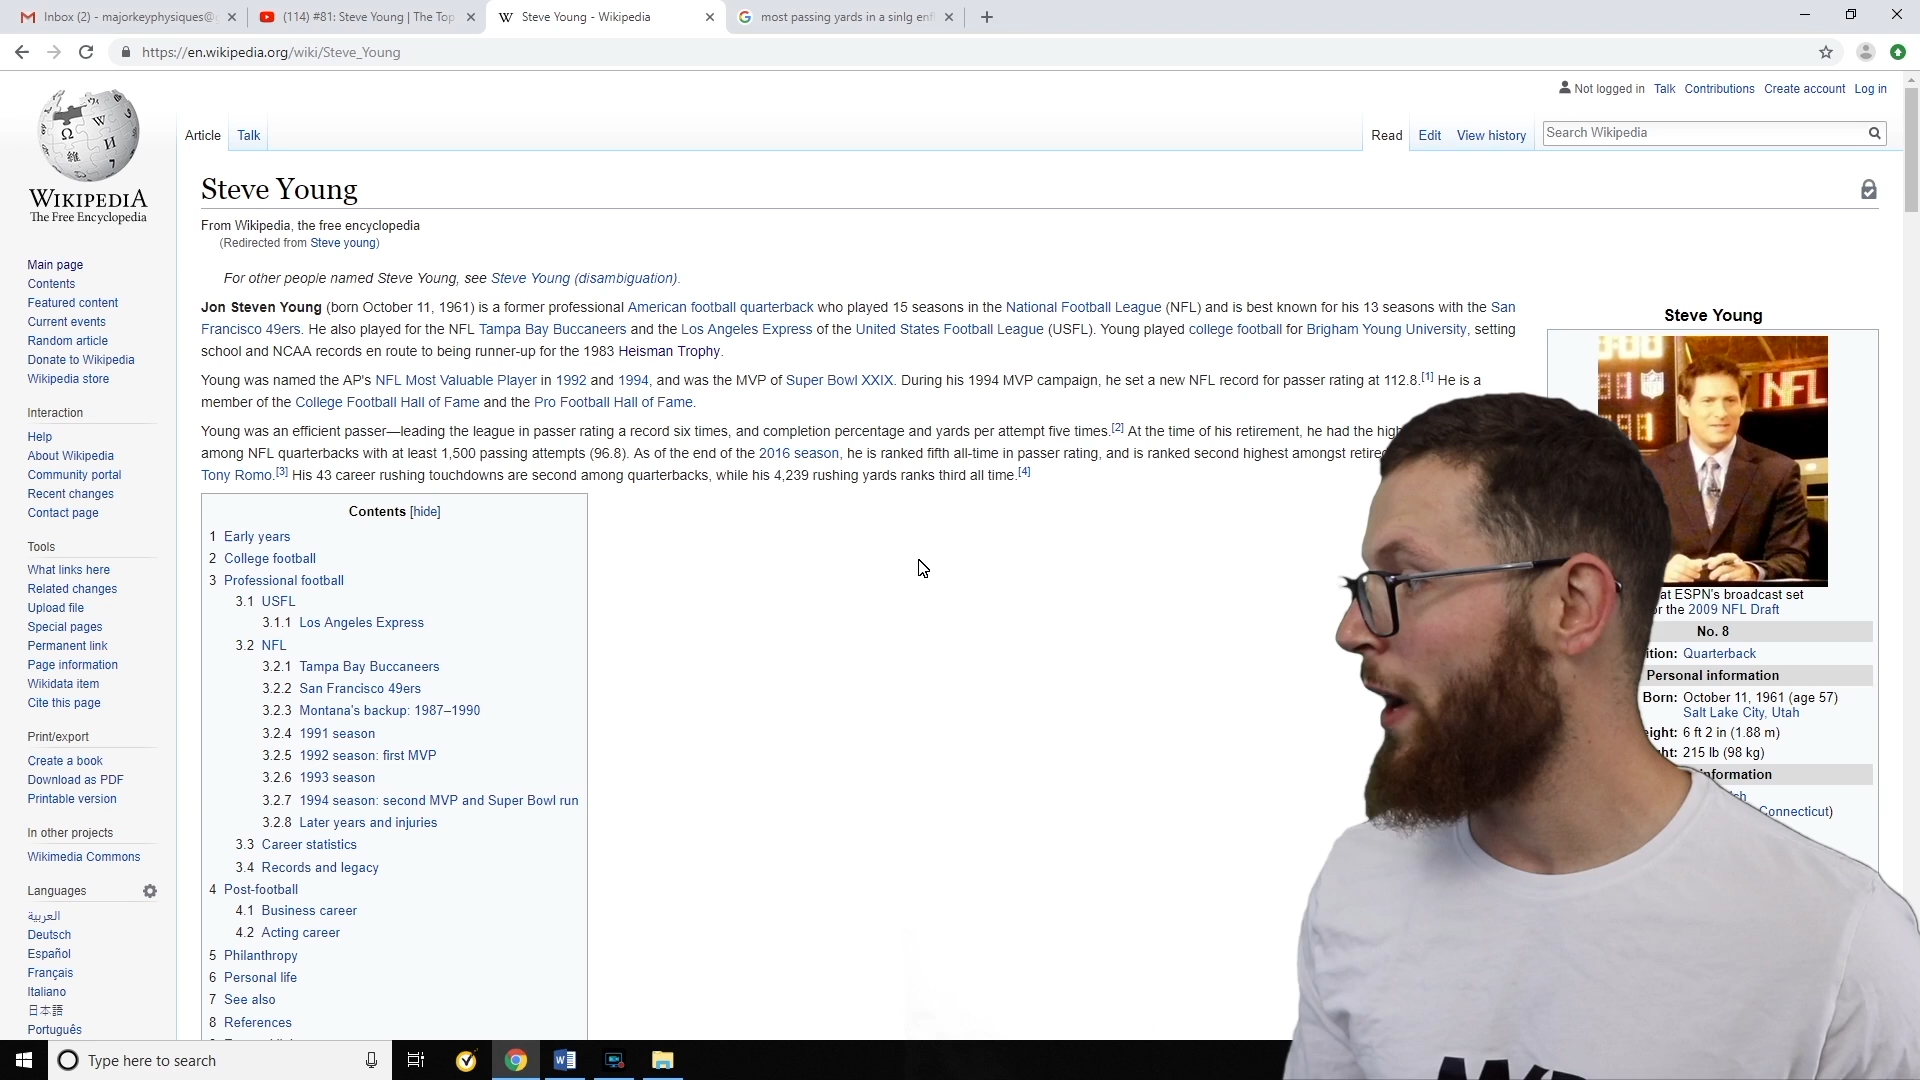 Inbox (2) - majorkeyphysiques@
(114) #81: Steve Young | The Top
Steve Young - Wikipedia
most passing yards in a sinlg enf
https://en.wikipedia.org/wiki/Steve_Young
Not logged in Talk Contributions Create account Log in
Article Talk Read Edit View history Search Wikipedia
WIKIPEDIA
The Free Encyclopedia
Main page
Contents
Featured content
Current events
Random article
Donate to Wikipedia
Wikipedia store
Interaction
Help
About Wikipedia
Community portal
Recent changes
Contact page
Tools
What links here
Related changes
Upload file
Special pages
Permanent link
Page information
Wikidata item
Cite this page
Print/export
Create a book
Download as PDF
Printable version
In other projects
Wikimedia Commons
Languages
العربية
Deutsch
Español
Français
Italiano
日本語
Português
Steve Young
From Wikipedia, the free encyclopedia
(Redirected from Steve young)
For other people named Steve Young, see Steve Young (disambiguation).
Jon Steven Young (born October 11, 1961) is a former professional American football quarterback who played 15 seasons in the National Football League (NFL) and is best known for his 13 seasons with the San
Francisco 49ers. He also played for the NFL Tampa Bay Buccaneers and the Los Angeles Express of the United States Football League (USFL). Young played college football for Brigham Young University, setting
school and NCAA records en route to being runner-up for the 1983 Heisman Trophy.
Young was named the AP's NFL Most Valuable Player in 1992 and 1994, and was the MVP of Super Bowl XXIX. During his 1994 MVP campaign, he set a new NFL record for passer rating at 112.8.[1] He is a
member of the College Football Hall of Fame and the Pro Football Hall of Fame.
Young was an efficient passer—leading the league in passer rating a record six times, and completion percentage and yards per attempt five times.[2] At the time of his retirement, he had the hig
among NFL quarterbacks with at least 1,500 passing attempts (96.8). As of the end of the 2016 season, he is ranked fifth all-time in passer rating, and is ranked second highest amongst retire
Tony Romo.[3] His 43 career rushing touchdowns are second among quarterbacks, while his 4,239 rushing yards ranks third all time.[4]
Contents [hide]
1 Early years
2 College football
3 Professional football
3.1 USFL
3.1.1 Los Angeles Express
3.2 NFL
3.2.1 Tampa Bay Buccaneers
3.2.2 San Francisco 49ers
3.2.3 Montana's backup: 1987–1990
3.2.4 1991 season
3.2.5 1992 season: first MVP
3.2.6 1993 season
3.2.7 1994 season: second MVP and Super Bowl run
3.2.8 Later years and injuries
3.3 Career statistics
3.4 Records and legacy
4 Post-football
4.1 Business career
4.2 Acting career
5 Philanthropy
6 Personal life
7 See also
8 References
Steve Young
NFL
at ESPN's broadcast set
the 2009 NFL Draft
No. 8
Quarterback
Personal information
Born: October 11, 1961 (age 57)
Salt Lake City, Utah
6 ft 2 in (1.88 m)
215 lb (98 kg)
information
Connecticut)
Type here to search